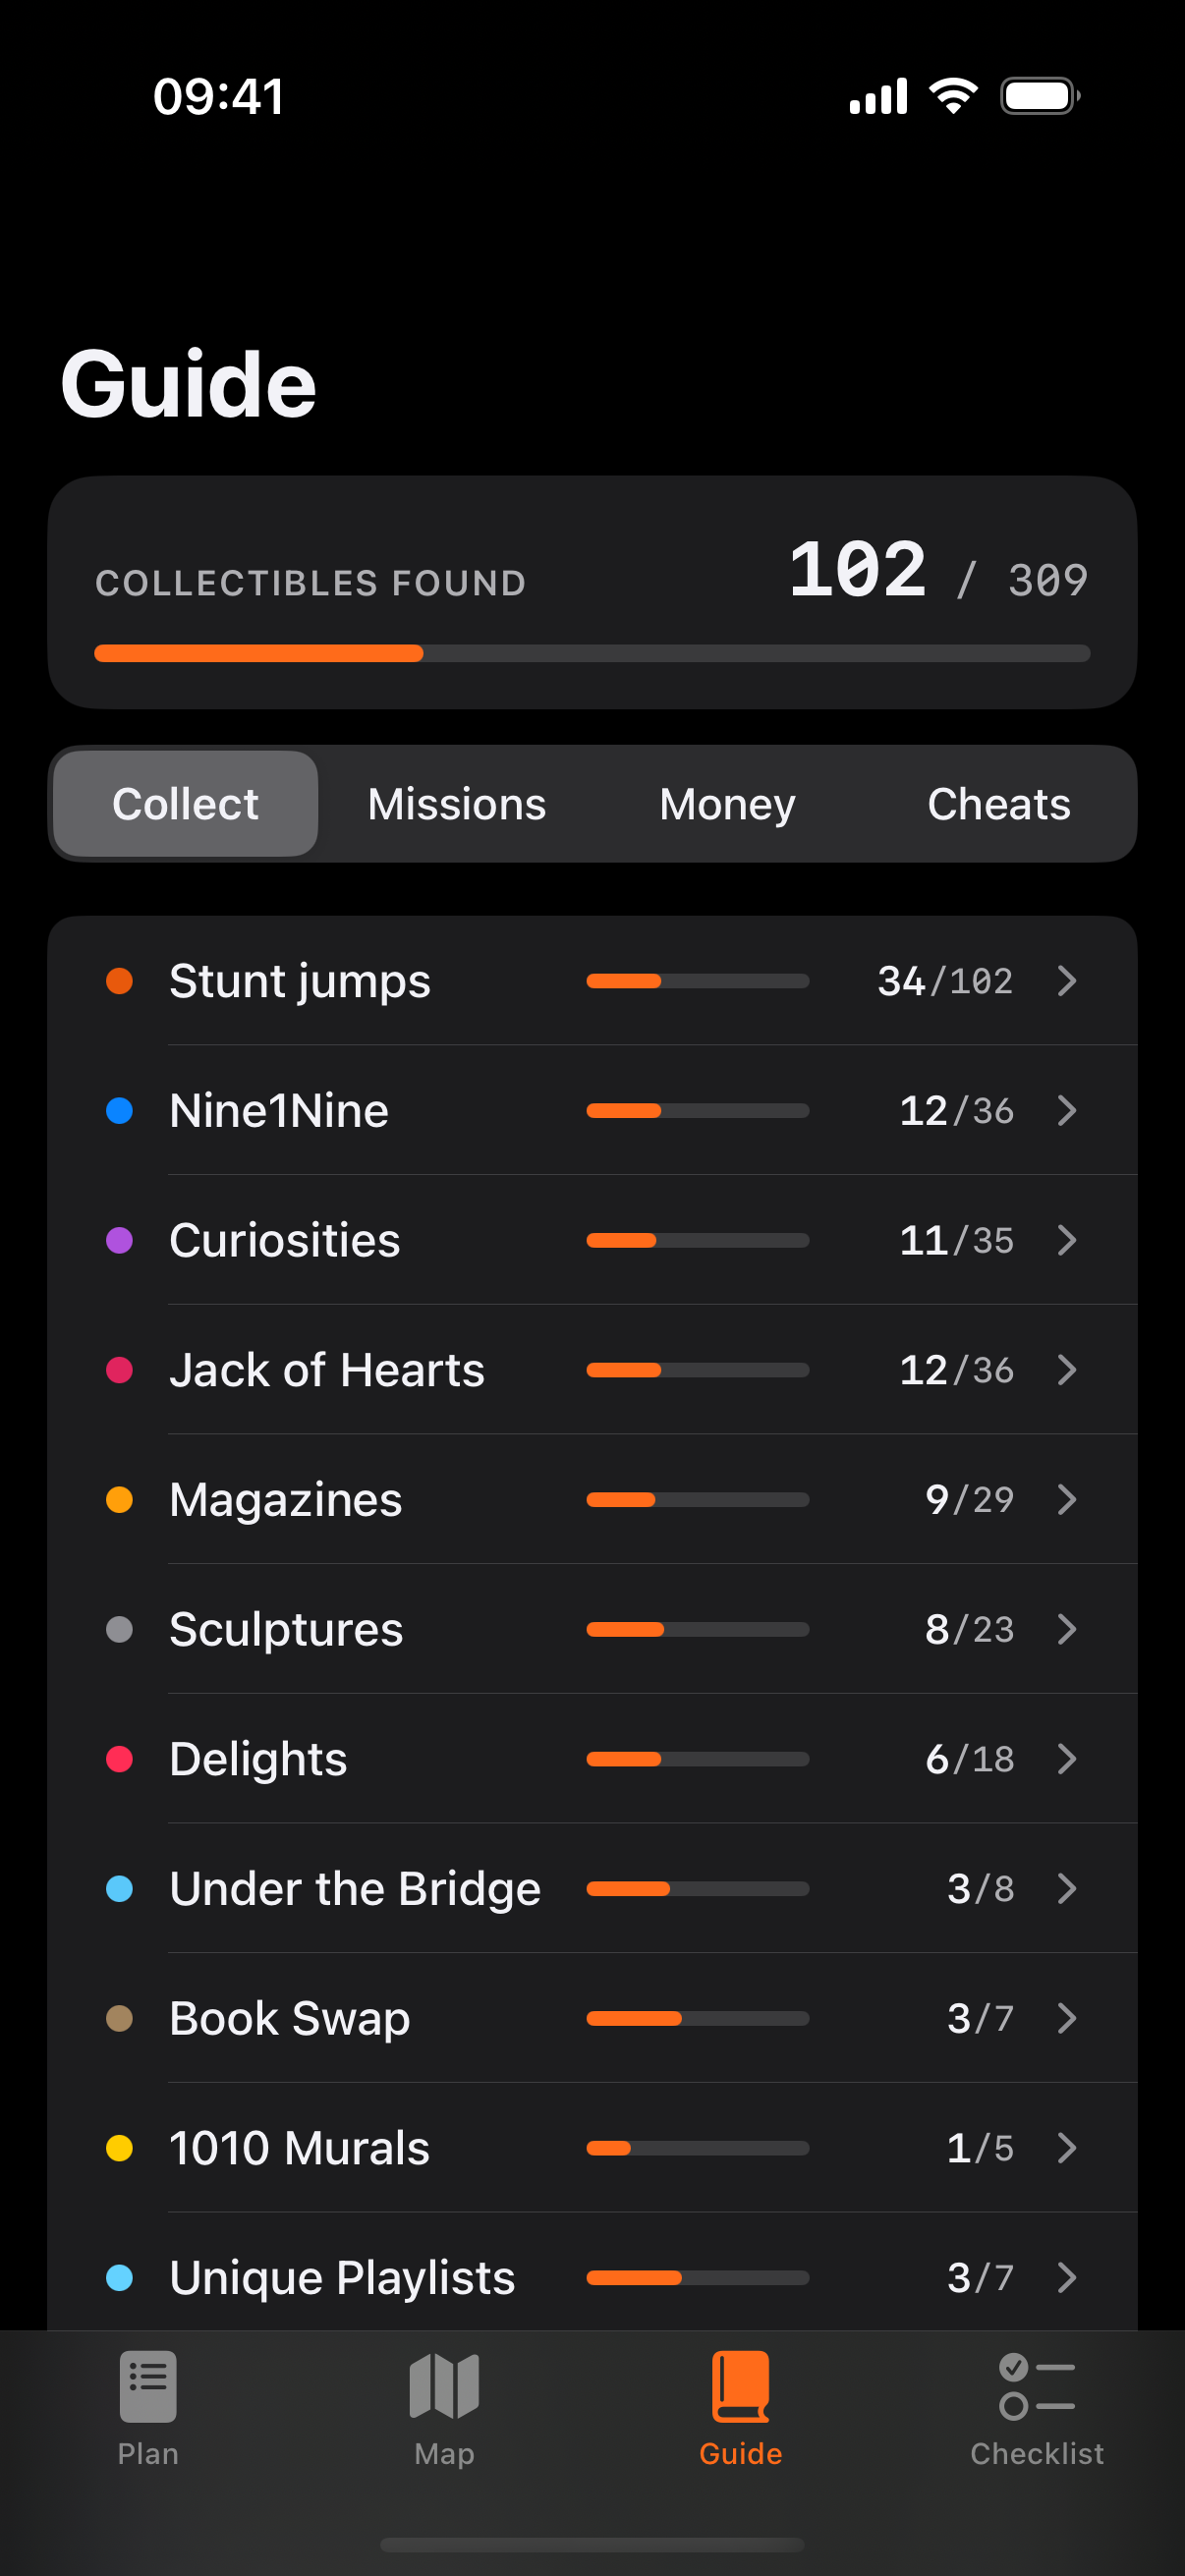 09:41
Guide
COLLECTIBLES FOUND 102 / 309
Collect Missions Money Cheats
Stunt jumps 34/102
Nine1Nine 12/36
Curiosities 11/35
Jack of Hearts 12/36
Magazines 9/29
Sculptures 8/23
Delights 6/18
Under the Bridge 3/8
Book Swap 3/7
1010 Murals 1/5
Unique Playlists 3/7
Plan Map Guide Checklist